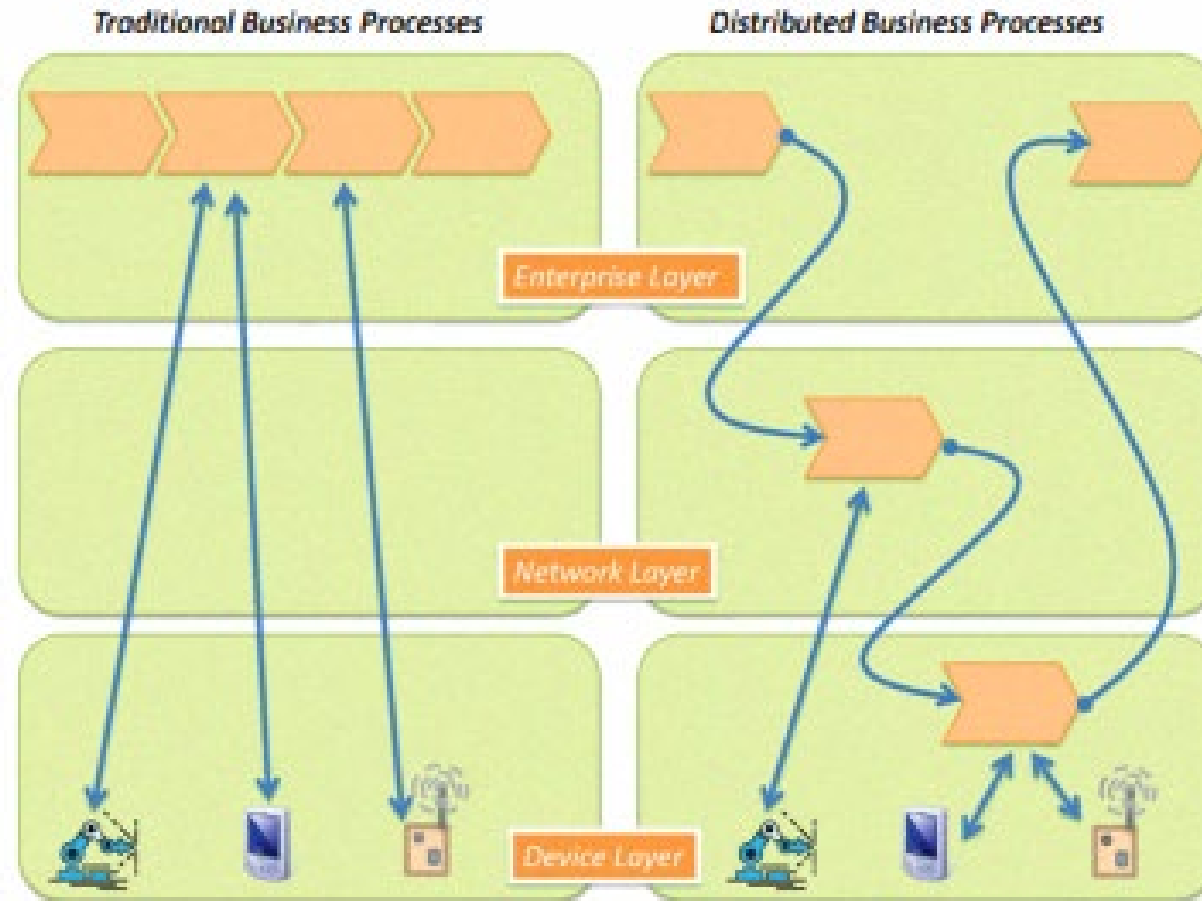 Traditional Business Processes
Distributed Business Processes
Enterprise Layer
Network Layer
Device Layer